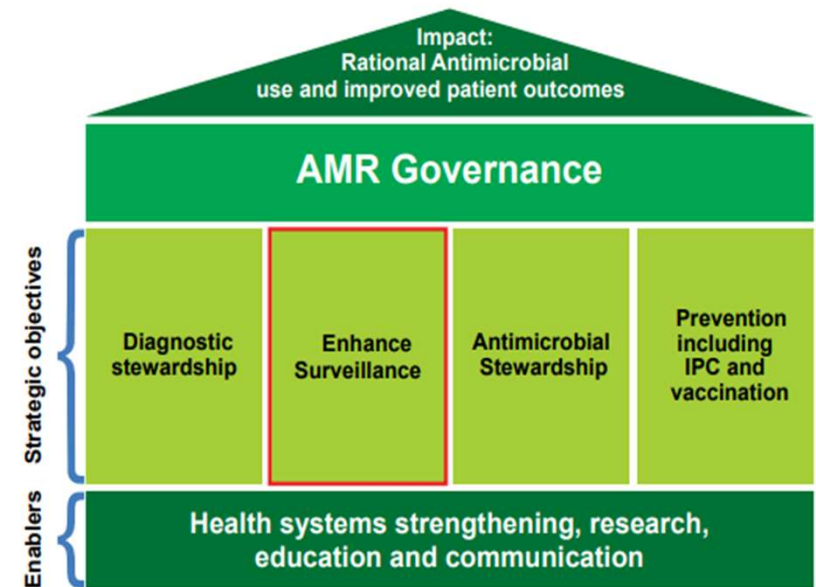 Impact:
Rational Antimicrobial
use and improved patient outcomes
AMR Governance
Strategic objectives
Diagnostic
stewardship
Enhance
Surveillance
Antimicrobial
Stewardship
Prevention
including
IPC and
vaccination
Enablers
Health systems strengthening, research,
education and communication